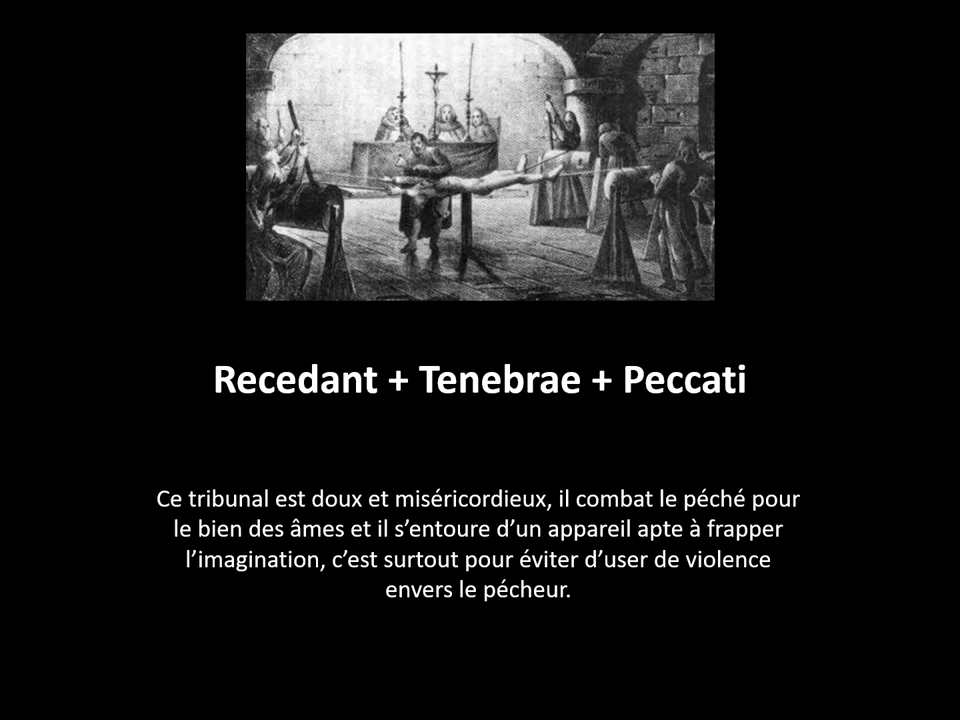 Recedant + Tenebrae + Peccati
Ce tribunal est doux et miséricordieux, il combat le péché pour
le bien des âmes et il s’entoure d’un appareil apte à frapper
l’imagination, c’est surtout pour éviter d’user de violence
envers le pécheur.